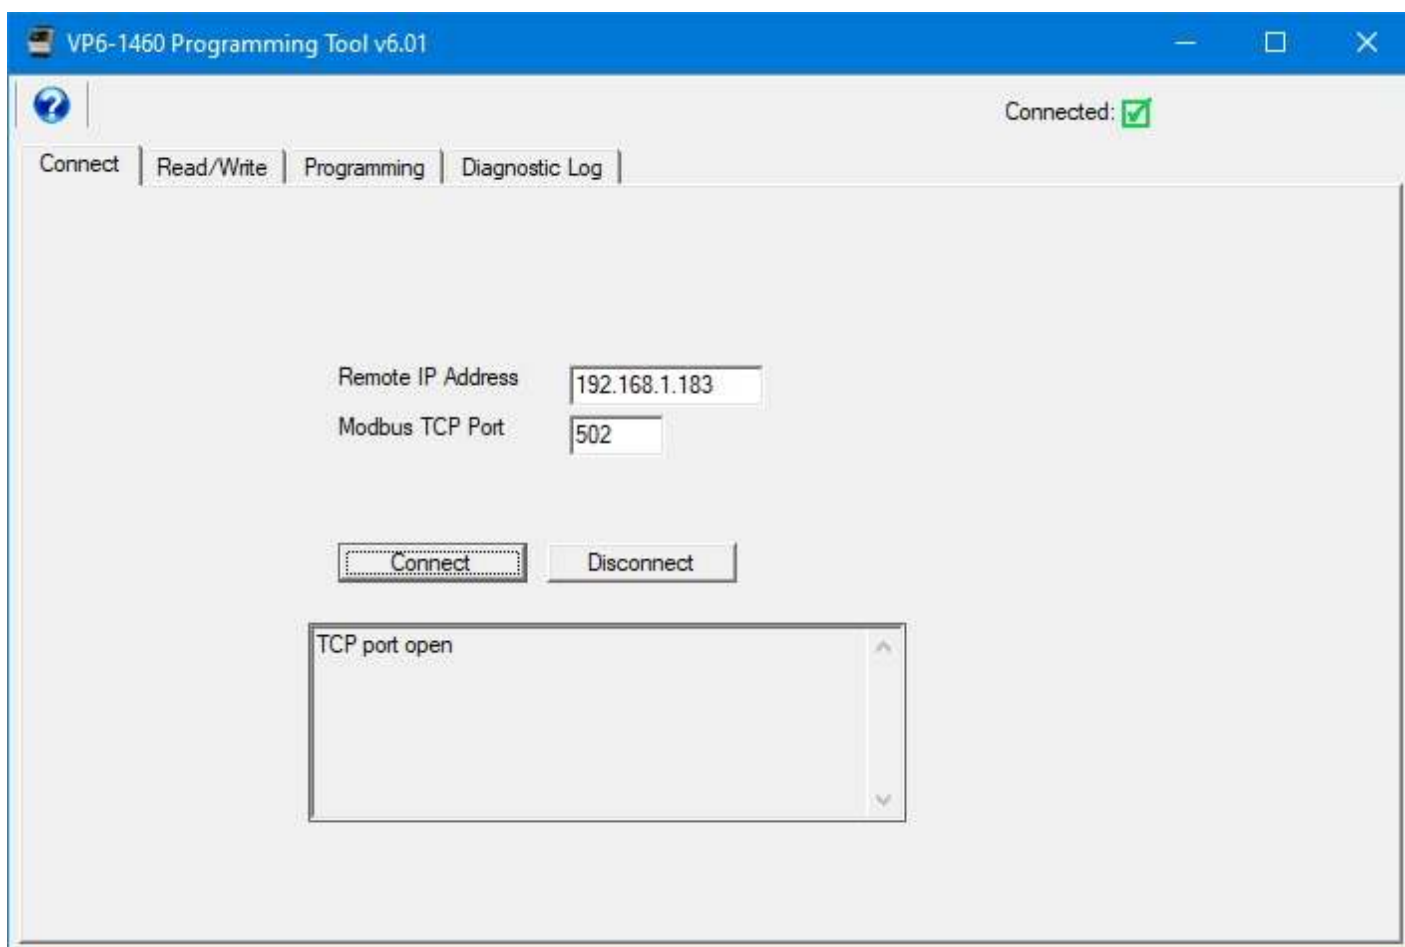 VP6-1460 Programming Tool v6.01
Connected:
Connect Read/Write Programming Diagnostic Log
Remote IP Address 192.168.1.183
Modbus TCP Port 502
Connect Disconnect
TCP port open